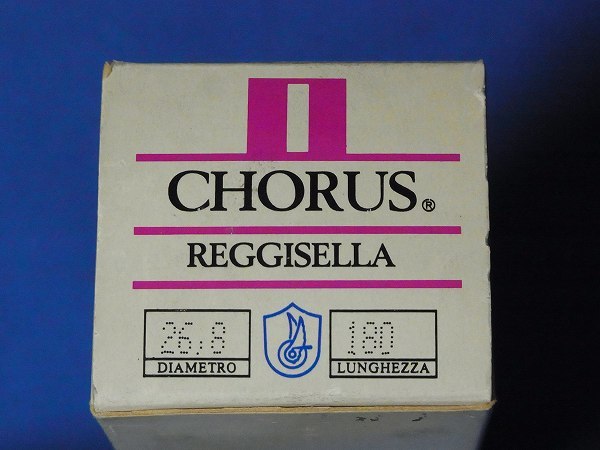 CHORUS®
REGGISELLA
26,8
DIAMETRO
180
LUNGHEZZA